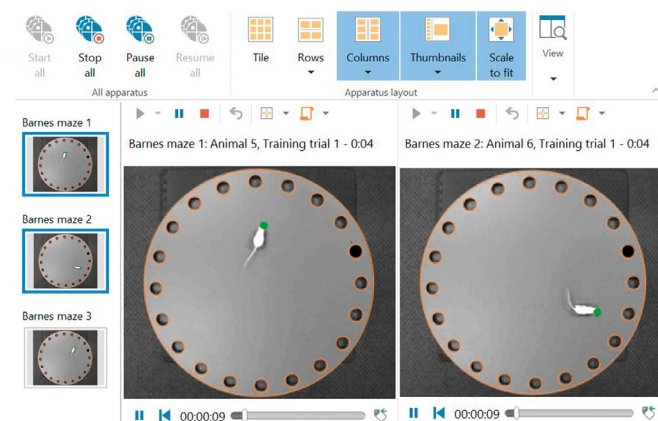 Start
all
Stop
all
Pause
all
Resume
all
All apparatus
Tile
Rows
Columns
Thumbnails
Scale
to fit
Apparatus layout
View
Barnes maze 1
Barnes maze 2
Barnes maze 3
Barnes maze 1: Animal 5, Training trial 1 - 0:04
00:00:09
Barnes maze 2: Animal 6, Training trial 1 - 0:04
00:00:09